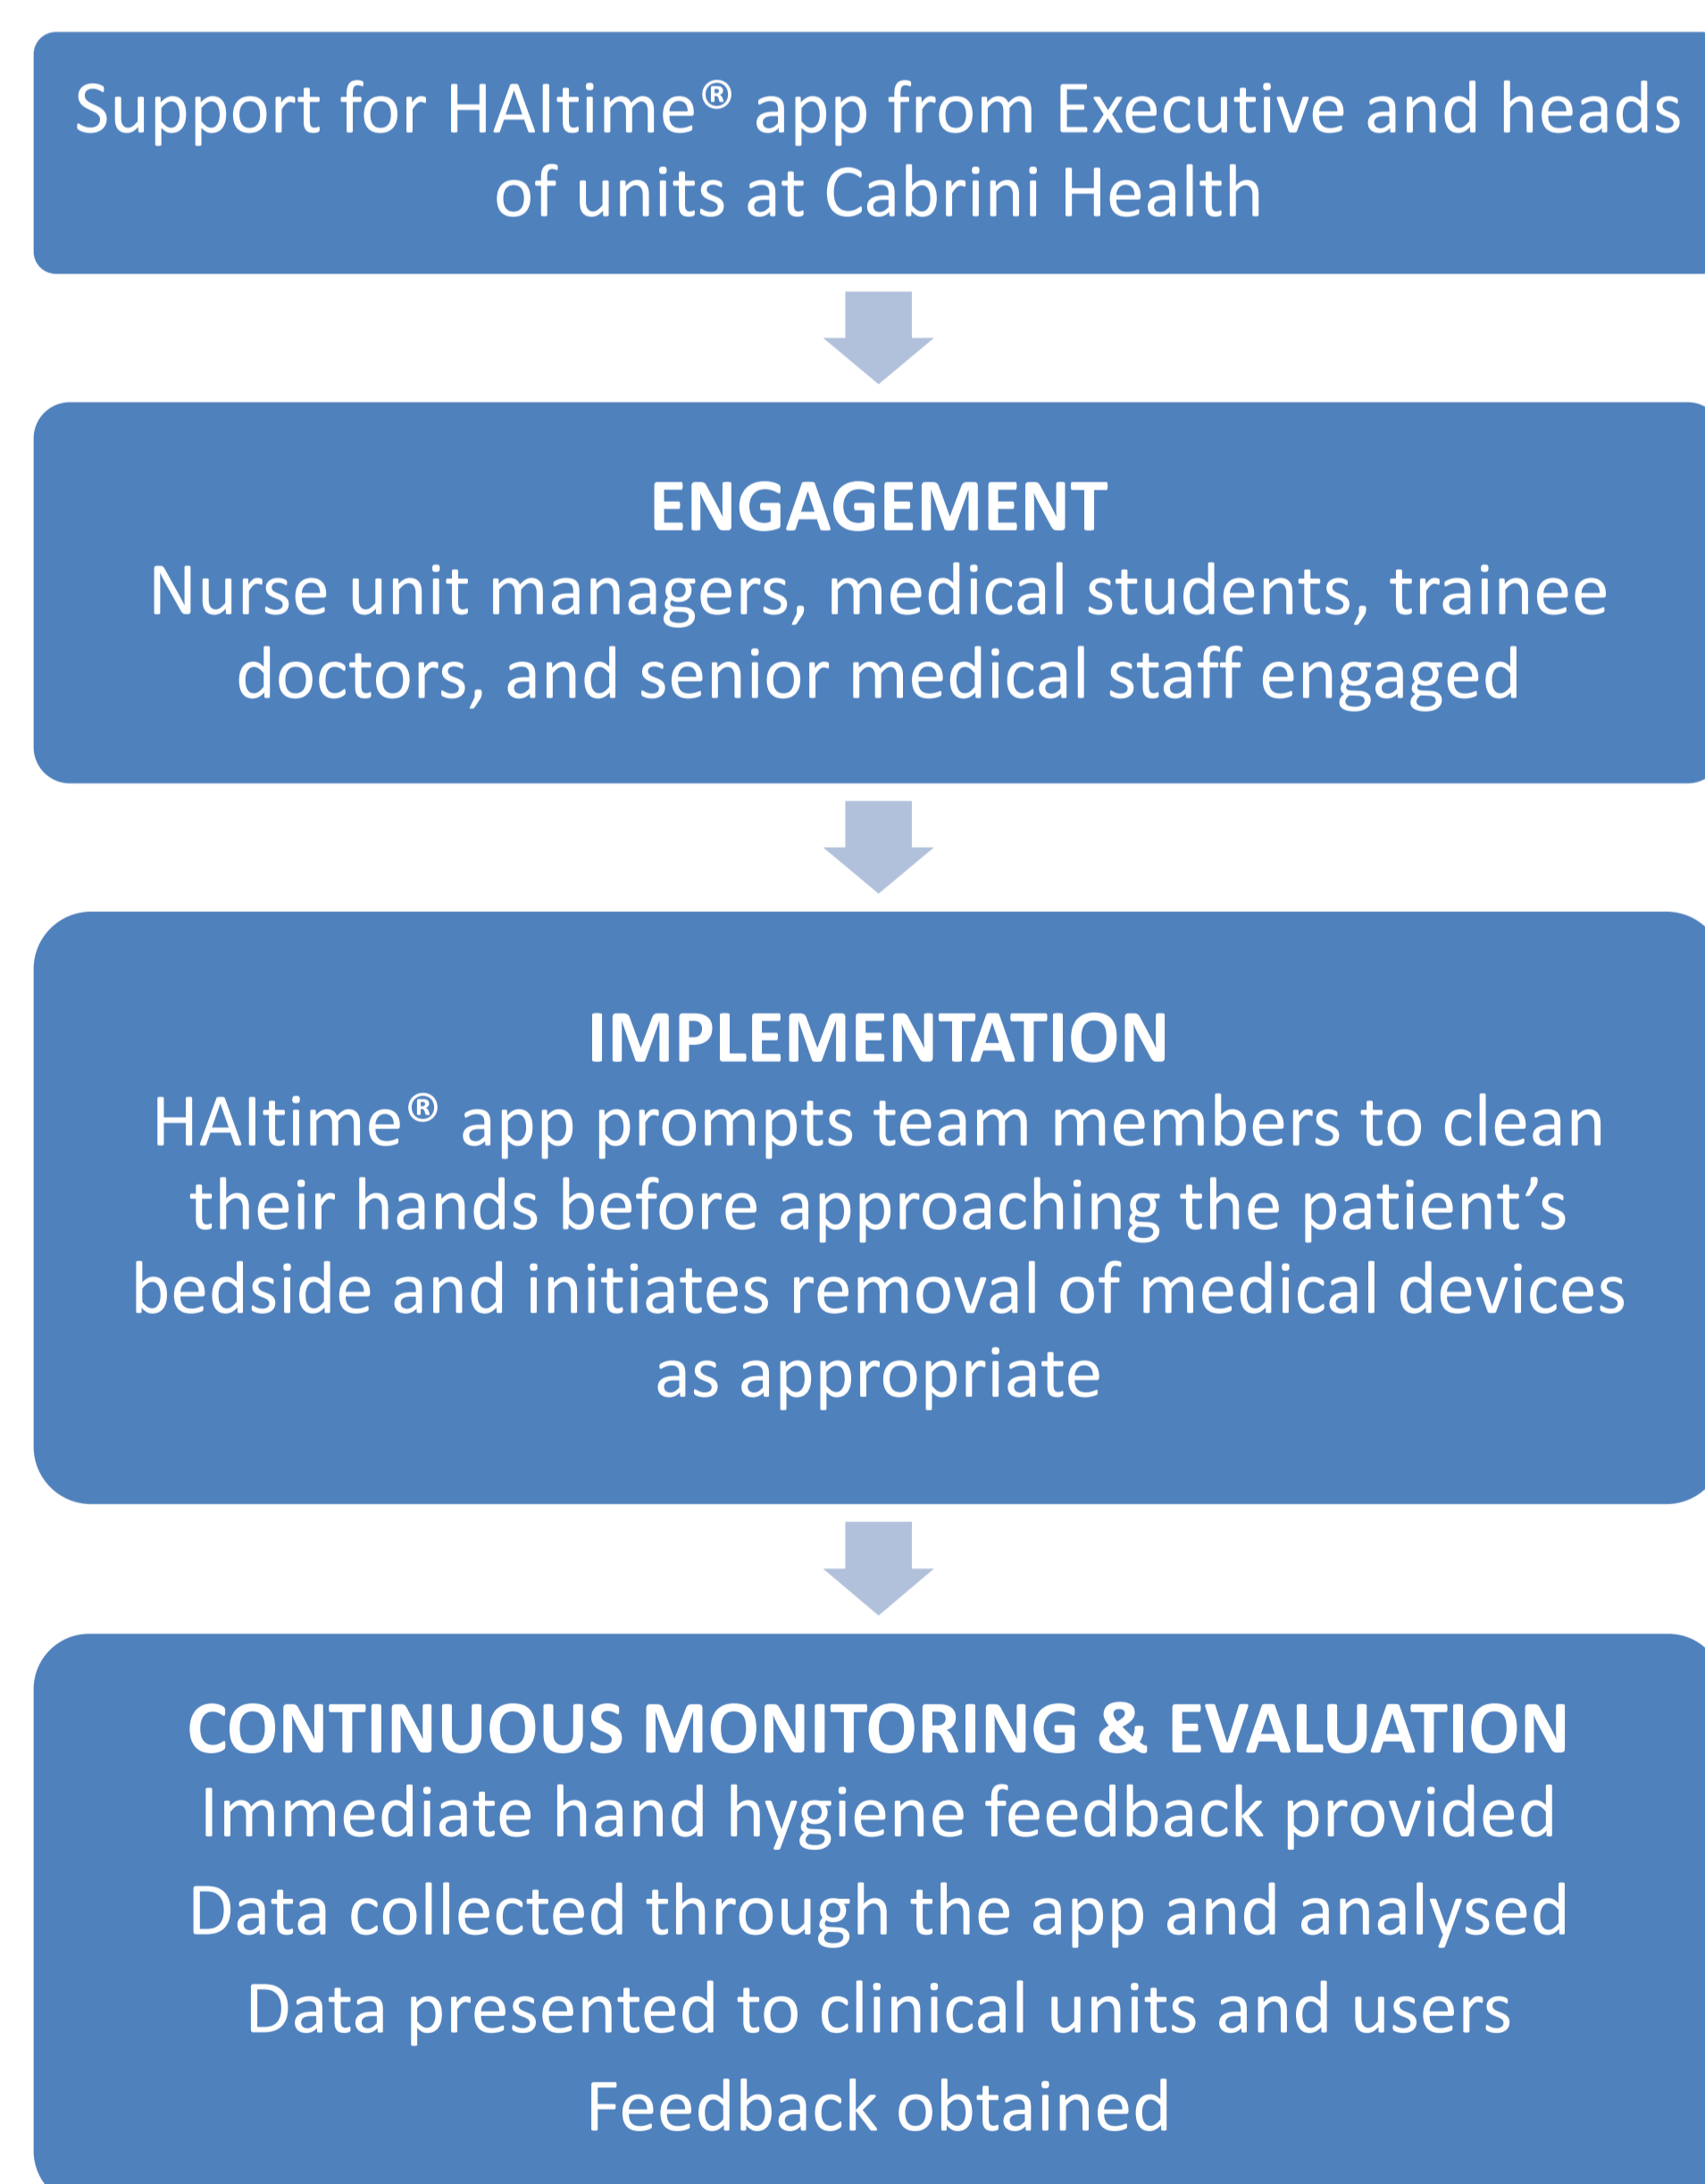 Support for HAItime® app from Executive and heads
of units at Cabrini Health
ENGAGEMENT
Nurse unit managers, medical students, trainee
doctors, and senior medical staff engaged
IMPLEMENTATION
HAItime® app prompts team members to clean
their hands before approaching the patient’s
bedside and initiates removal of medical devices
as appropriate
CONTINUOUS MONITORING & EVALUATION
Immediate hand hygiene feedback provided
Data collected through the app and analysed
Data presented to clinical units and users
Feedback obtained